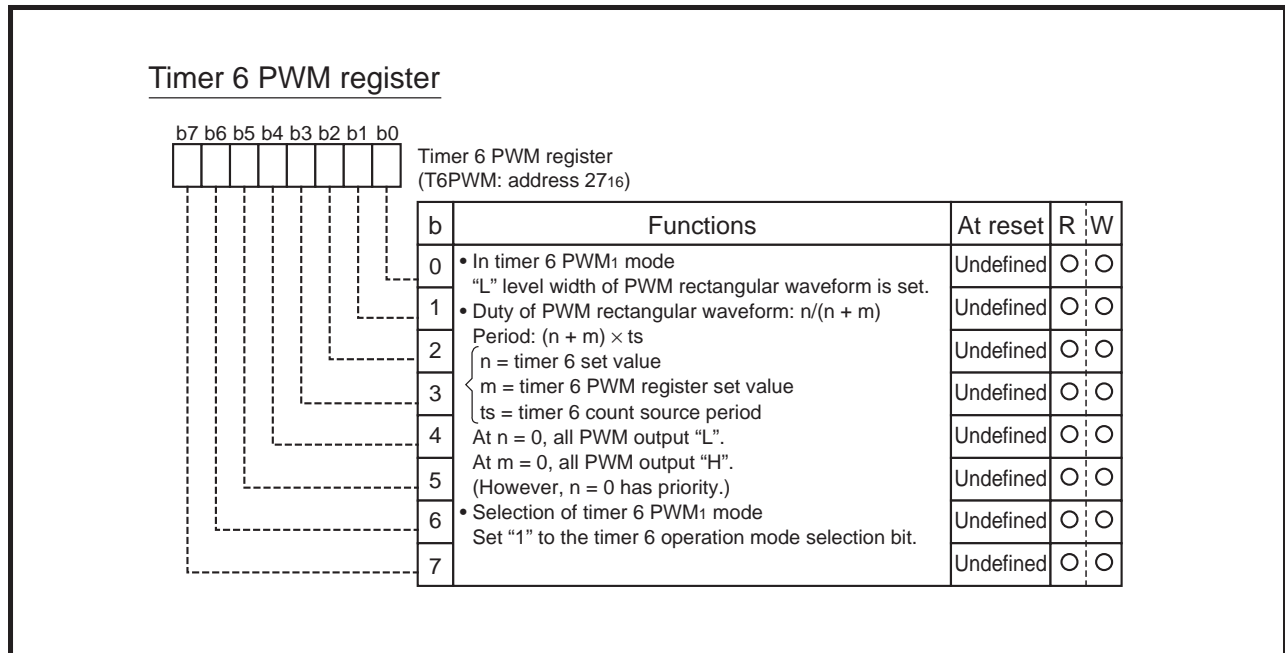 Timer 6 PWM register
b7 b6 b5 b4 b3 b2 b1 b0
Timer 6 PWM register
(T6PWM: address 2716)
b Functions At reset R W
0 • In timer 6 PWM1 mode Undefined O O
“L” level width of PWM rectangular waveform is set.
1 • Duty of PWM rectangular waveform: n/(n + m) Undefined O O
Period: (n + m) × ts
2 n = timer 6 set value Undefined O O
3 m = timer 6 PWM register set value Undefined O O
ts = timer 6 count source period
4 At n = 0, all PWM output “L”. Undefined O O
At m = 0, all PWM output “H”.
5 (However, n = 0 has priority.) Undefined O O
6 • Selection of timer 6 PWM1 mode Undefined O O
Set “1” to the timer 6 operation mode selection bit.
7 Undefined O O